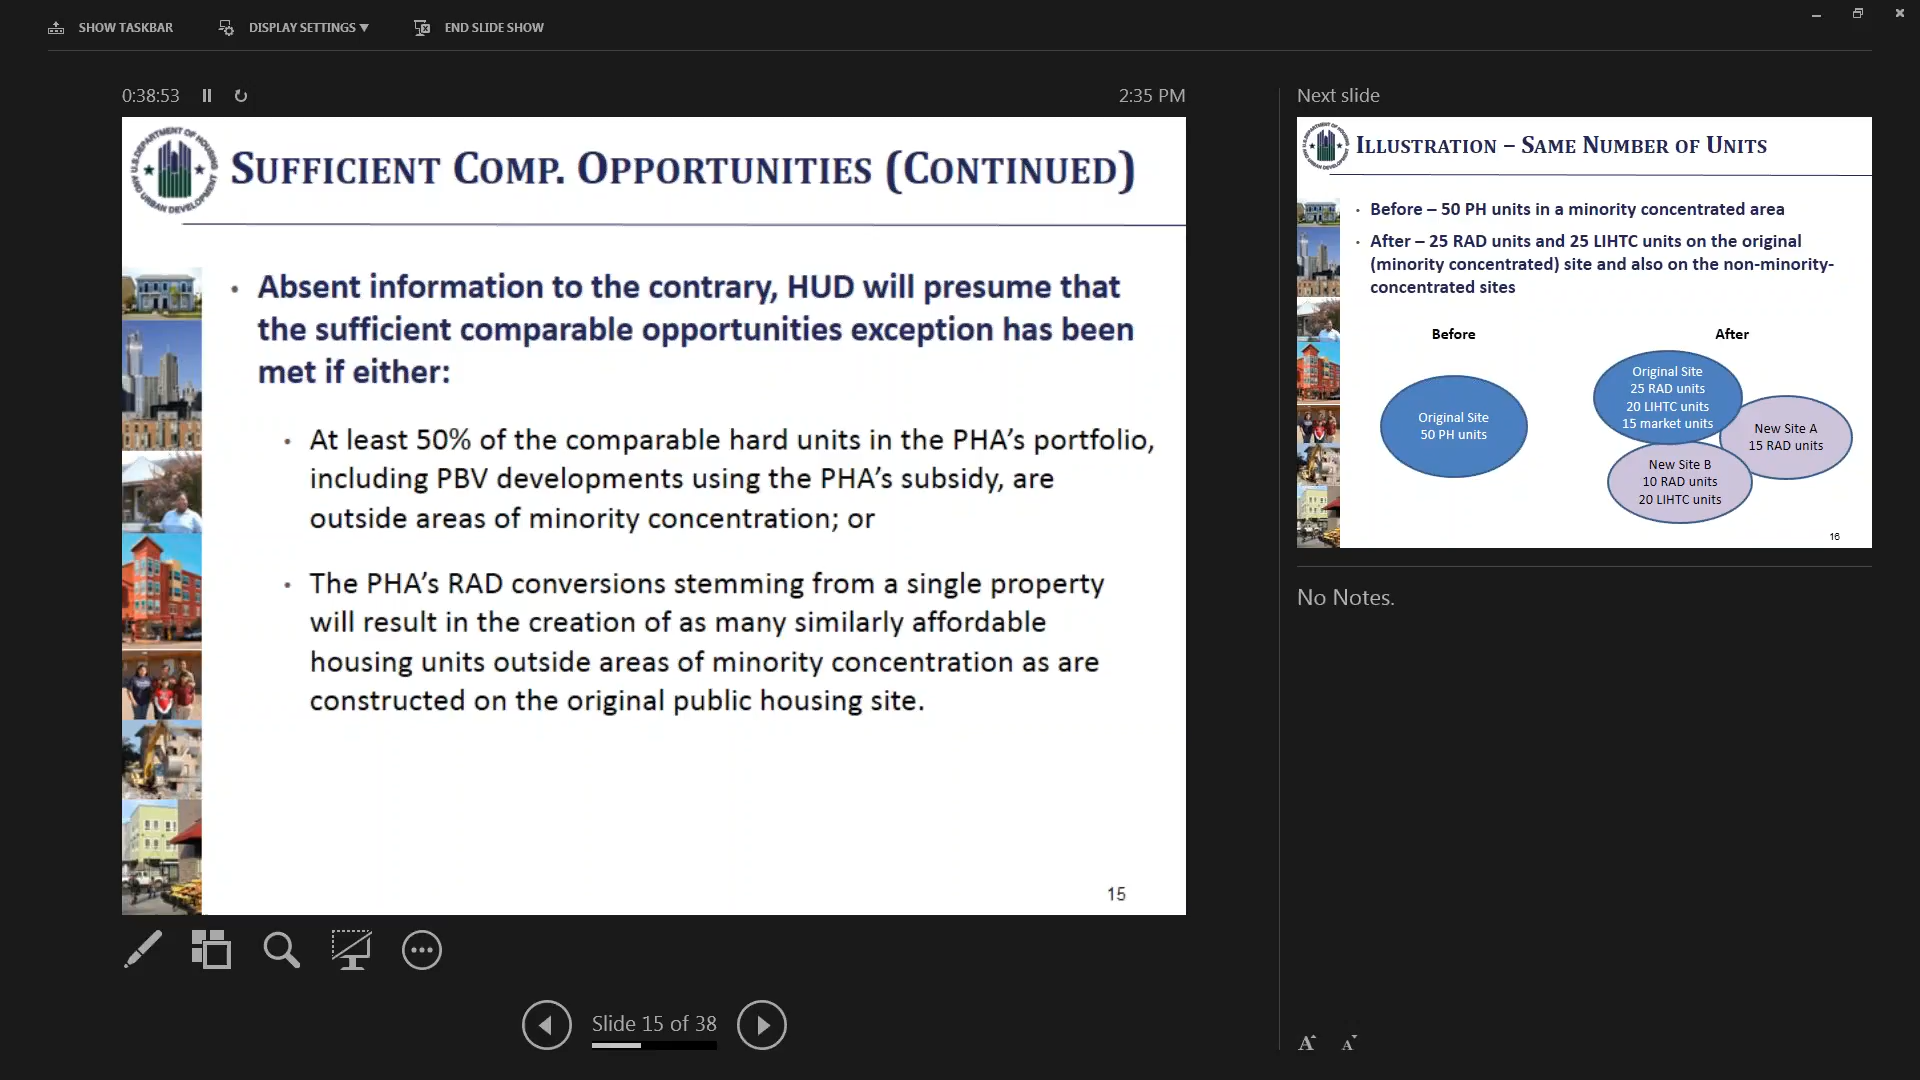 SHOW TASKBAR
DISPLAY SETTINGS ▼
END SLIDE SHOW
0:38:53
2:35 PM
U.S. DEPARTMENT OF HOUSING
AND URBAN DEVELOPMENT
SUFFICIENT COMP. OPPORTUNITIES (CONTINUED)
• Absent information to the contrary, HUD will presume that
the sufficient comparable opportunities exception has been
met if either:
• At least 50% of the comparable hard units in the PHA’s portfolio,
including PBV developments using the PHA’s subsidy, are
outside areas of minority concentration; or
• The PHA’s RAD conversions stemming from a single property
will result in the creation of as many similarly affordable
housing units outside areas of minority concentration as are
constructed on the original public housing site.
15
Slide 15 of 38
Next slide
ILLUSTRATION – SAME NUMBER OF UNITS
• Before – 50 PH units in a minority concentrated area
• After – 25 RAD units and 25 LIHTC units on the original
(minority concentrated) site and also on the non-minority-
concentrated sites
Before
After
Original Site
50 PH units
Original Site
25 RAD units
20 LIHTC units
15 market units
New Site A
15 RAD units
New Site B
10 RAD units
20 LIHTC units
16
No Notes.
A A